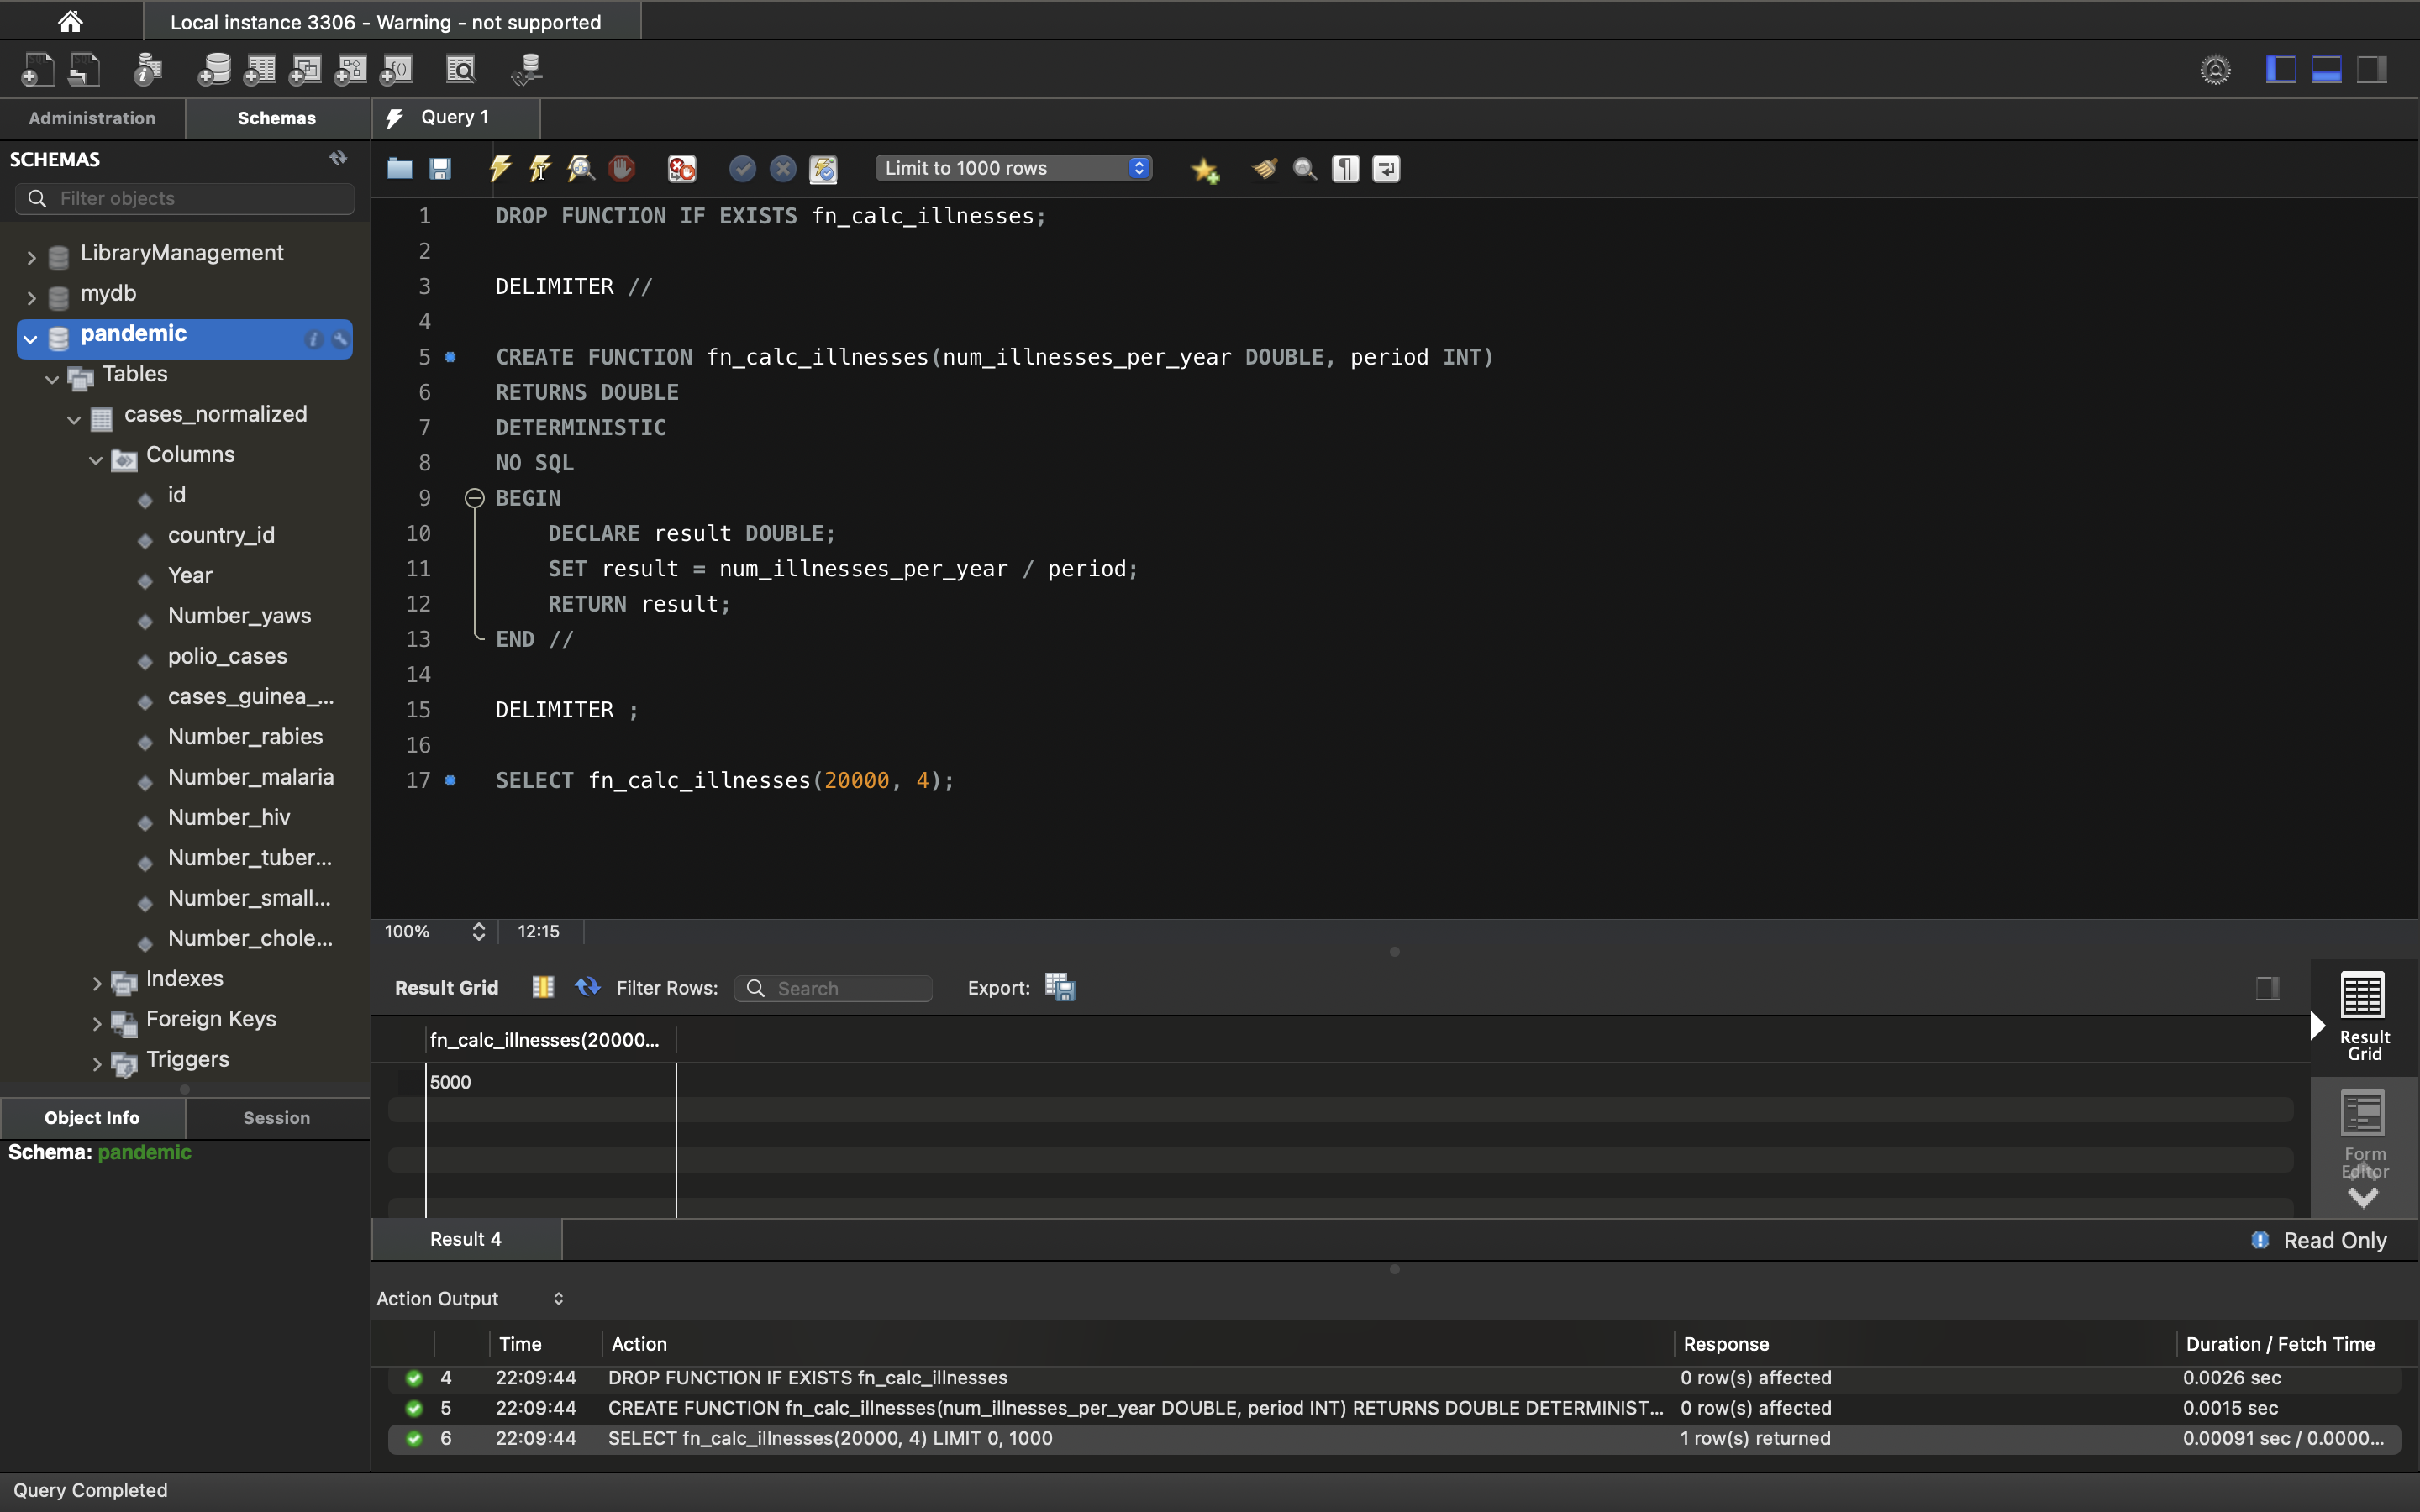 Local instance 3306 - Warning - not supported
Administration
Schemas
Query 1
SCHEMAS
Filter objects
LibraryManagement
mydb
pandemic
Tables
cases_normalized
Columns
id
country_id
Year
Number_yaws
polio_cases
cases_guinea_...
Number_rabies
Number_malaria
Number_hiv
Number_tuber...
Number_small...
Number_chole...
Indexes
Foreign Keys
Triggers
Object Info
Session
Schema: pandemic
Limit to 1000 rows
1 DROP FUNCTION IF EXISTS fn_calc_illnesses;
2
3 DELIMITER //
4
5 CREATE FUNCTION fn_calc_illnesses(num_illnesses_per_year DOUBLE, period INT)
6 RETURNS DOUBLE
7 DETERMINISTIC
8 NO SQL
9 BEGIN
10 DECLARE result DOUBLE;
11 SET result = num_illnesses_per_year / period;
12 RETURN result;
13 END //
14
15 DELIMITER ;
16
17 SELECT fn_calc_illnesses(20000, 4);
100% 12:15
Result Grid Filter Rows: Search Export:
fn_calc_illnesses(20000...
5000
Result
Grid
Form
Editor
Result 4
Read Only
Action Output
Time Action Response Duration / Fetch Time
4 22:09:44 DROP FUNCTION IF EXISTS fn_calc_illnesses 0 row(s) affected 0.0026 sec
5 22:09:44 CREATE FUNCTION fn_calc_illnesses(num_illnesses_per_year DOUBLE, period INT) RETURNS DOUBLE DETERMINIST... 0 row(s) affected 0.0015 sec
6 22:09:44 SELECT fn_calc_illnesses(20000, 4) LIMIT 0, 1000 1 row(s) returned 0.00091 sec / 0.0000...
Query Completed